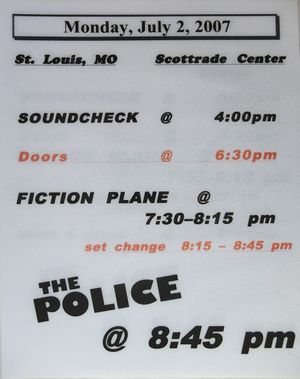 Monday, July 2, 2007
St. Louis, MO Scottrade Center
SOUNDCHECK @ 4:00pm
Doors @ 6:30pm
FICTION PLANE @
7:30-8:15 pm
set change 8:15 - 8:45 pm
THE
POLICE
@ 8:45 pm